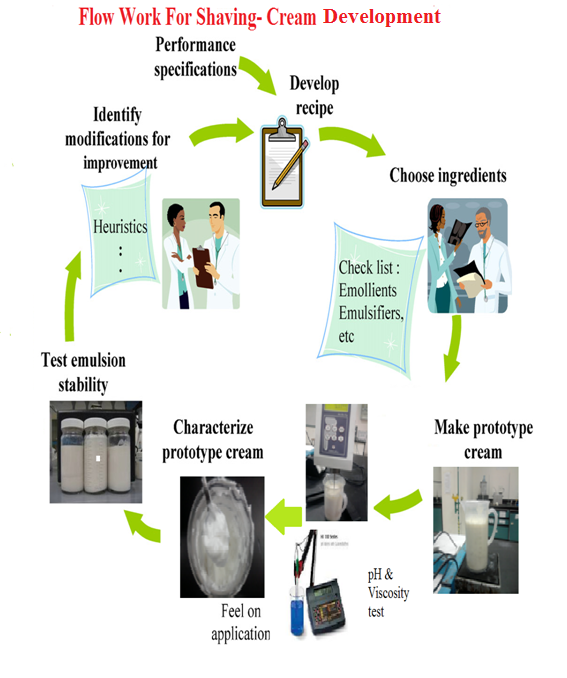 Flow Work For Shaving- Cream Development
Performance
specifications
Develop
recipe
Identify
modifications for
improvement
Choose ingredients
Heuristics
:
:
Check list :
Emollients
Emulsifiers,
etc
Test emulsion
stability
Characterize
prototype cream
Make prototype
cream
pH &
Viscosity
test
Feel on
application